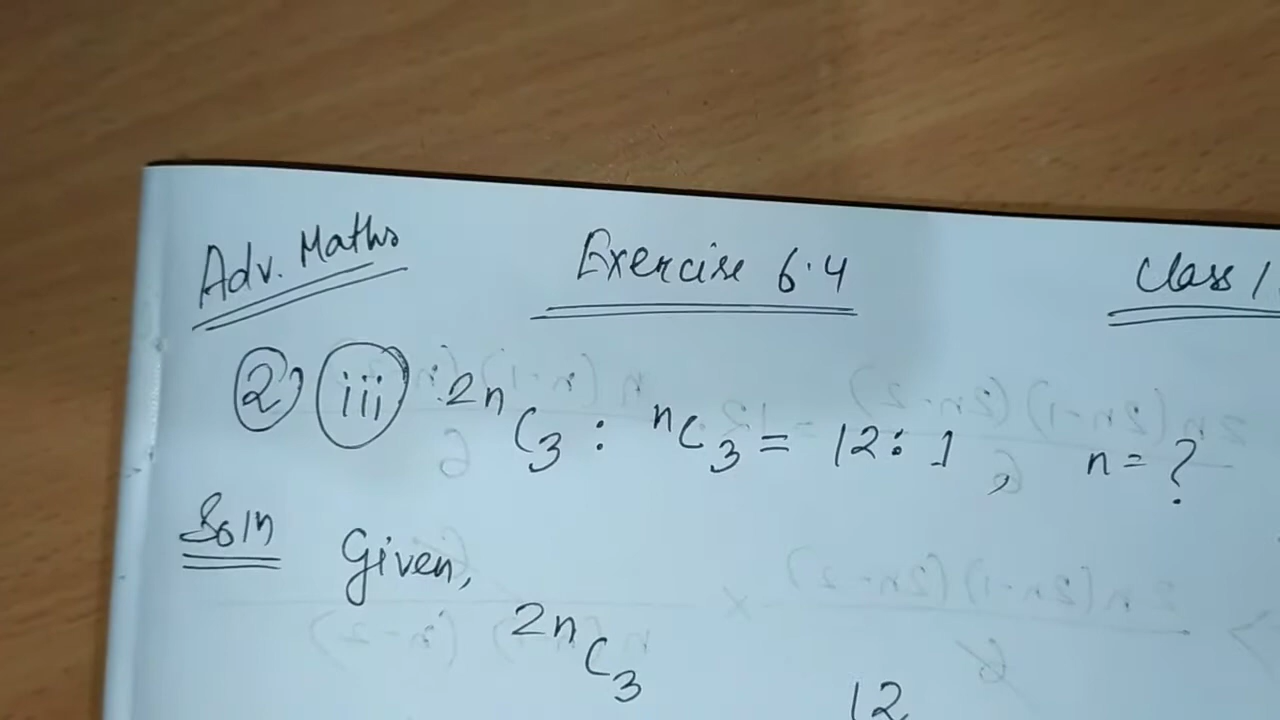 Adv. Maths Exercise 6.4 Class 1
2) iii 2nC3 : nC3 = 12 : 1, n = ?
Soln Given,
2nC3
12